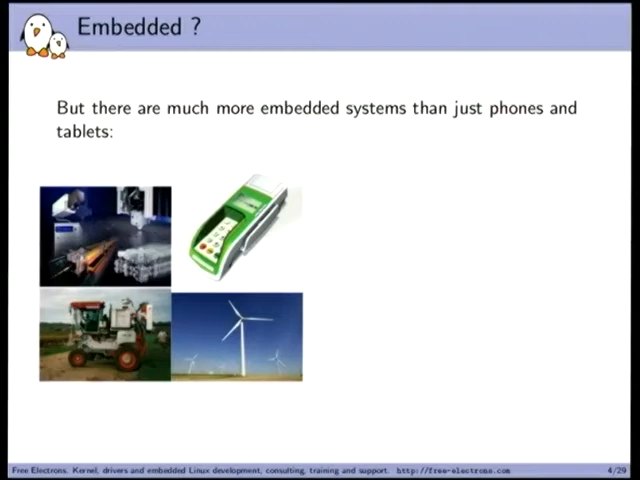 Embedded ?
But there are much more embedded systems than just phones and
tablets:
Free Electrons. Kernel, drivers and embedded Linux development, consulting, training and support. http://free-electrons.com
4/29